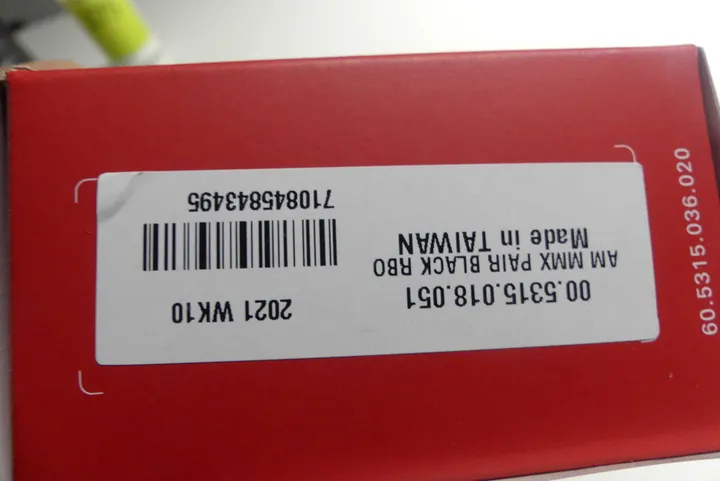 00.5315.018.051
AM MMX PAIR BLACK RBO
Made in TAIWAN
2021 WK10
710845843495
60.5315.036.020